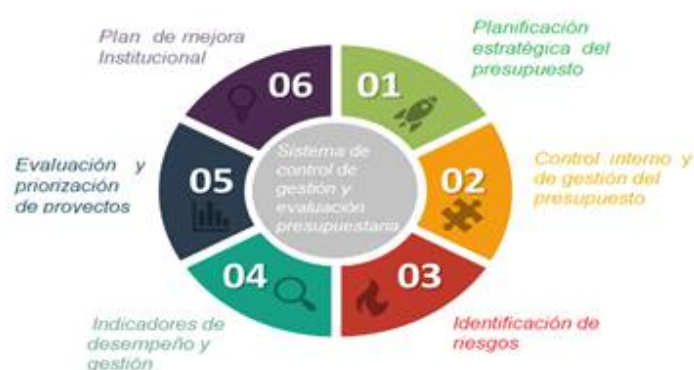 Planificación
estratégica del
presupuesto
01
Control interno y
de gestión del
presupuesto
02
Identificación de
riesgos
03
Indicadores de
desempeño y
gestión
04
Evaluación y
priorización
de proyectos
05
Plan de mejora
Institucional
06
Sistema de
control de
gestión y
evaluación
presupuestaria